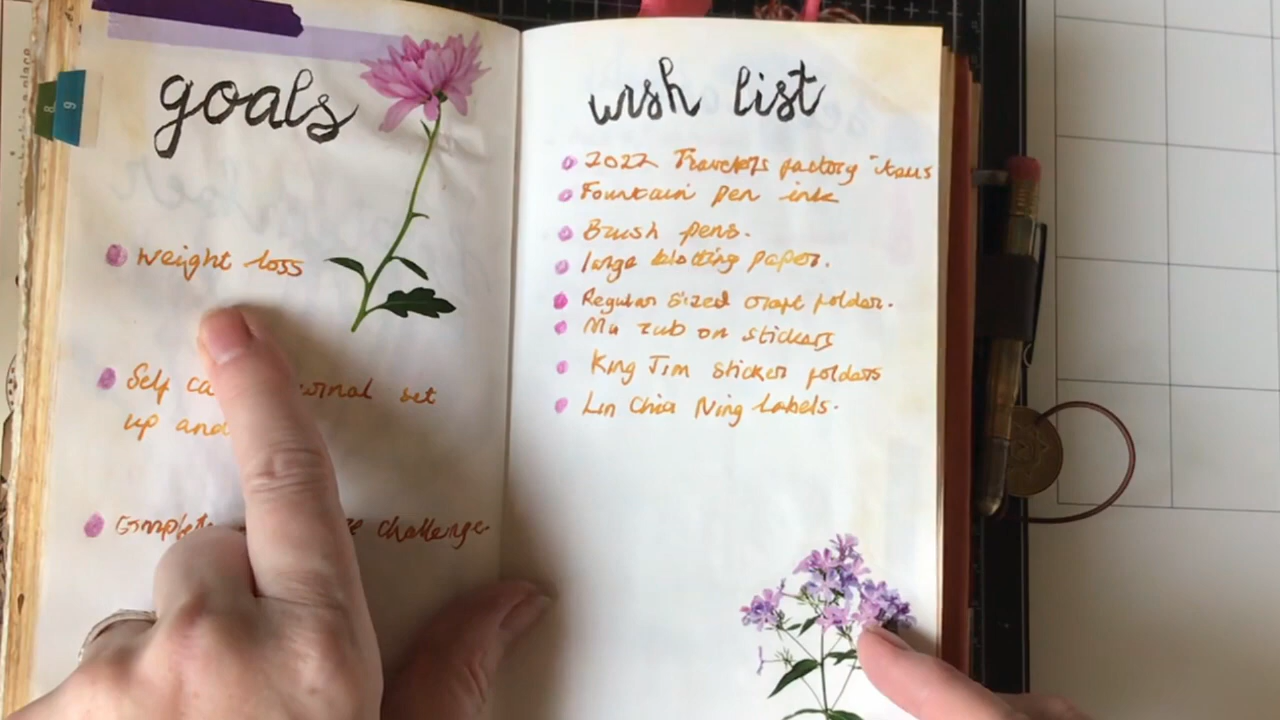 goals
weight loss
Self ca
set
up and
challenge
8
9
wish list
2022 Travelers factory items
Fountain pen ink
Brush pens.
large blotting paper.
Regular sized craft folder.
Mu rub on stickers
King Jim sticker folders
Lin Chia Ning Labels.